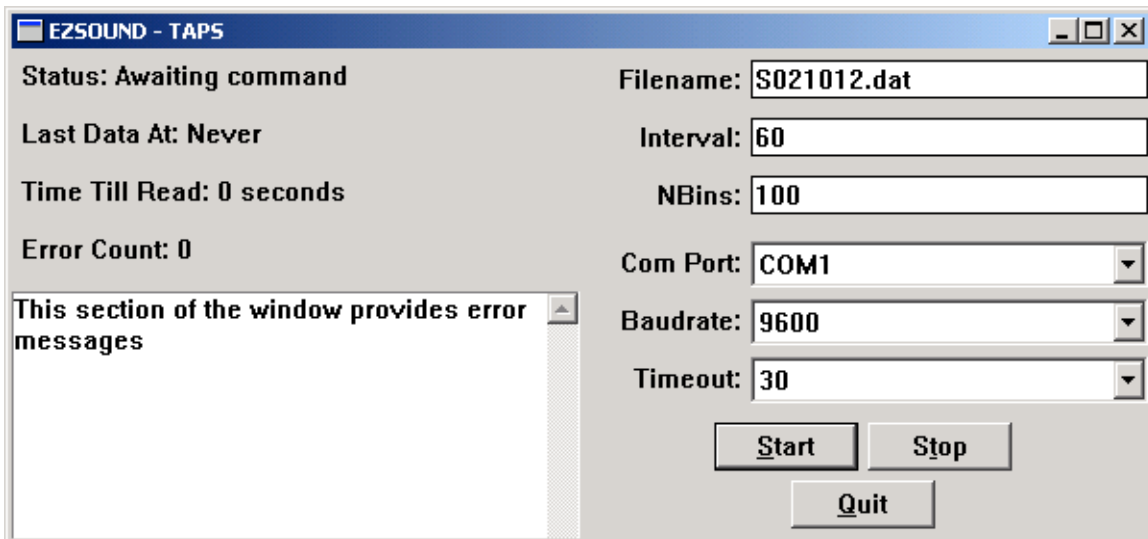 EZSOUND - TAPS
Status: Awaiting command
Last Data At: Never
Time Till Read: 0 seconds
Error Count: 0
This section of the window provides error
messages
Filename: S021012.dat
Interval: 60
NBins: 100
Com Port: COM1
Baudrate: 9600
Timeout: 30
Start Stop
Quit